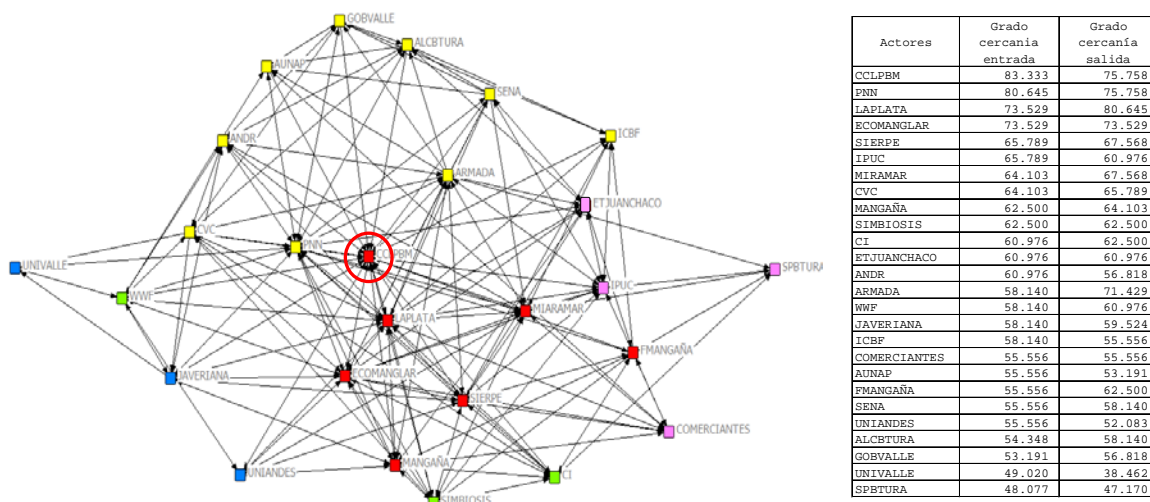 GOBVALLE
ALCBTURA
AUNAP
SENA
ICBF
ANDR
ARMADA
ETJUANCHACO
CVC
PNN
CCLPBM
UNIVALLE
SPBTURA
WWF
IPUC
MIARAMAR
LAPLATA
FMANGAÑA
JAVERIANA
ECOMANGLAR
SIERPE
COMERCIANTES
MANGAÑA
UNIANDES
CI
SIMBIOSIS
Actores Grado cercania entrada Grado cercanía salida
CCLPBM 83.333 75.758
PNN 80.645 75.758
LAPLATA 73.529 80.645
ECOMANGLAR 73.529 73.529
SIERPE 65.789 67.568
IPUC 65.789 60.976
MIRAMAR 64.103 67.568
CVC 64.103 65.789
MANGAÑA 62.500 64.103
SIMBIOSIS 62.500 62.500
CI 60.976 62.500
ETJUANCHACO 60.976 60.976
ANDR 60.976 56.818
ARMADA 58.140 71.429
WWF 58.140 60.976
JAVERIANA 58.140 59.524
ICBF 58.140 55.556
COMERCIANTES 55.556 55.556
AUNAP 55.556 53.191
FMANGAÑA 55.556 62.500
SENA 55.556 58.140
UNIANDES 55.556 52.083
ALCBTURA 54.348 58.140
GOBVALLE 53.191 56.818
UNIVALLE 49.020 38.462
SPBTURA 48.077 47.170